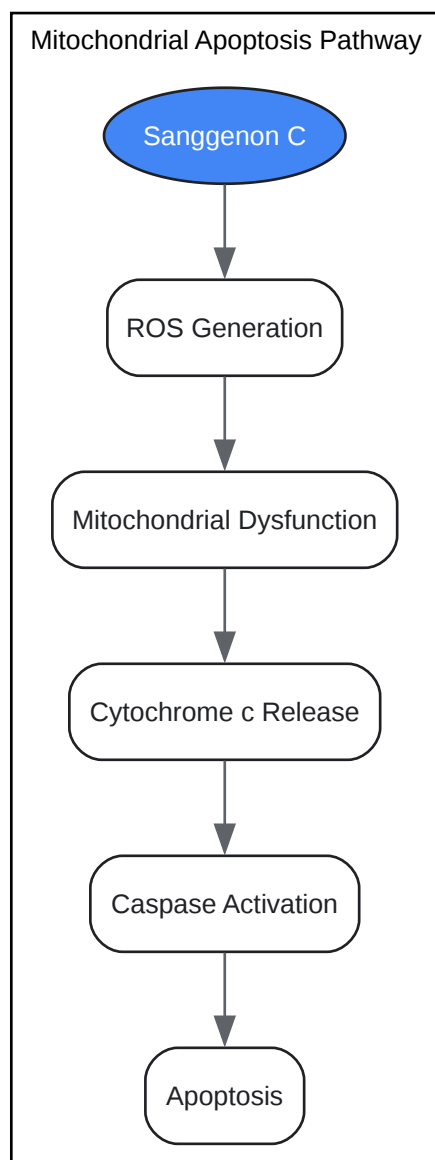 Mitochondrial Apoptosis Pathway
Sanggenon C
ROS Generation
Mitochondrial Dysfunction
Cytochrome c Release
Caspase Activation
Apoptosis